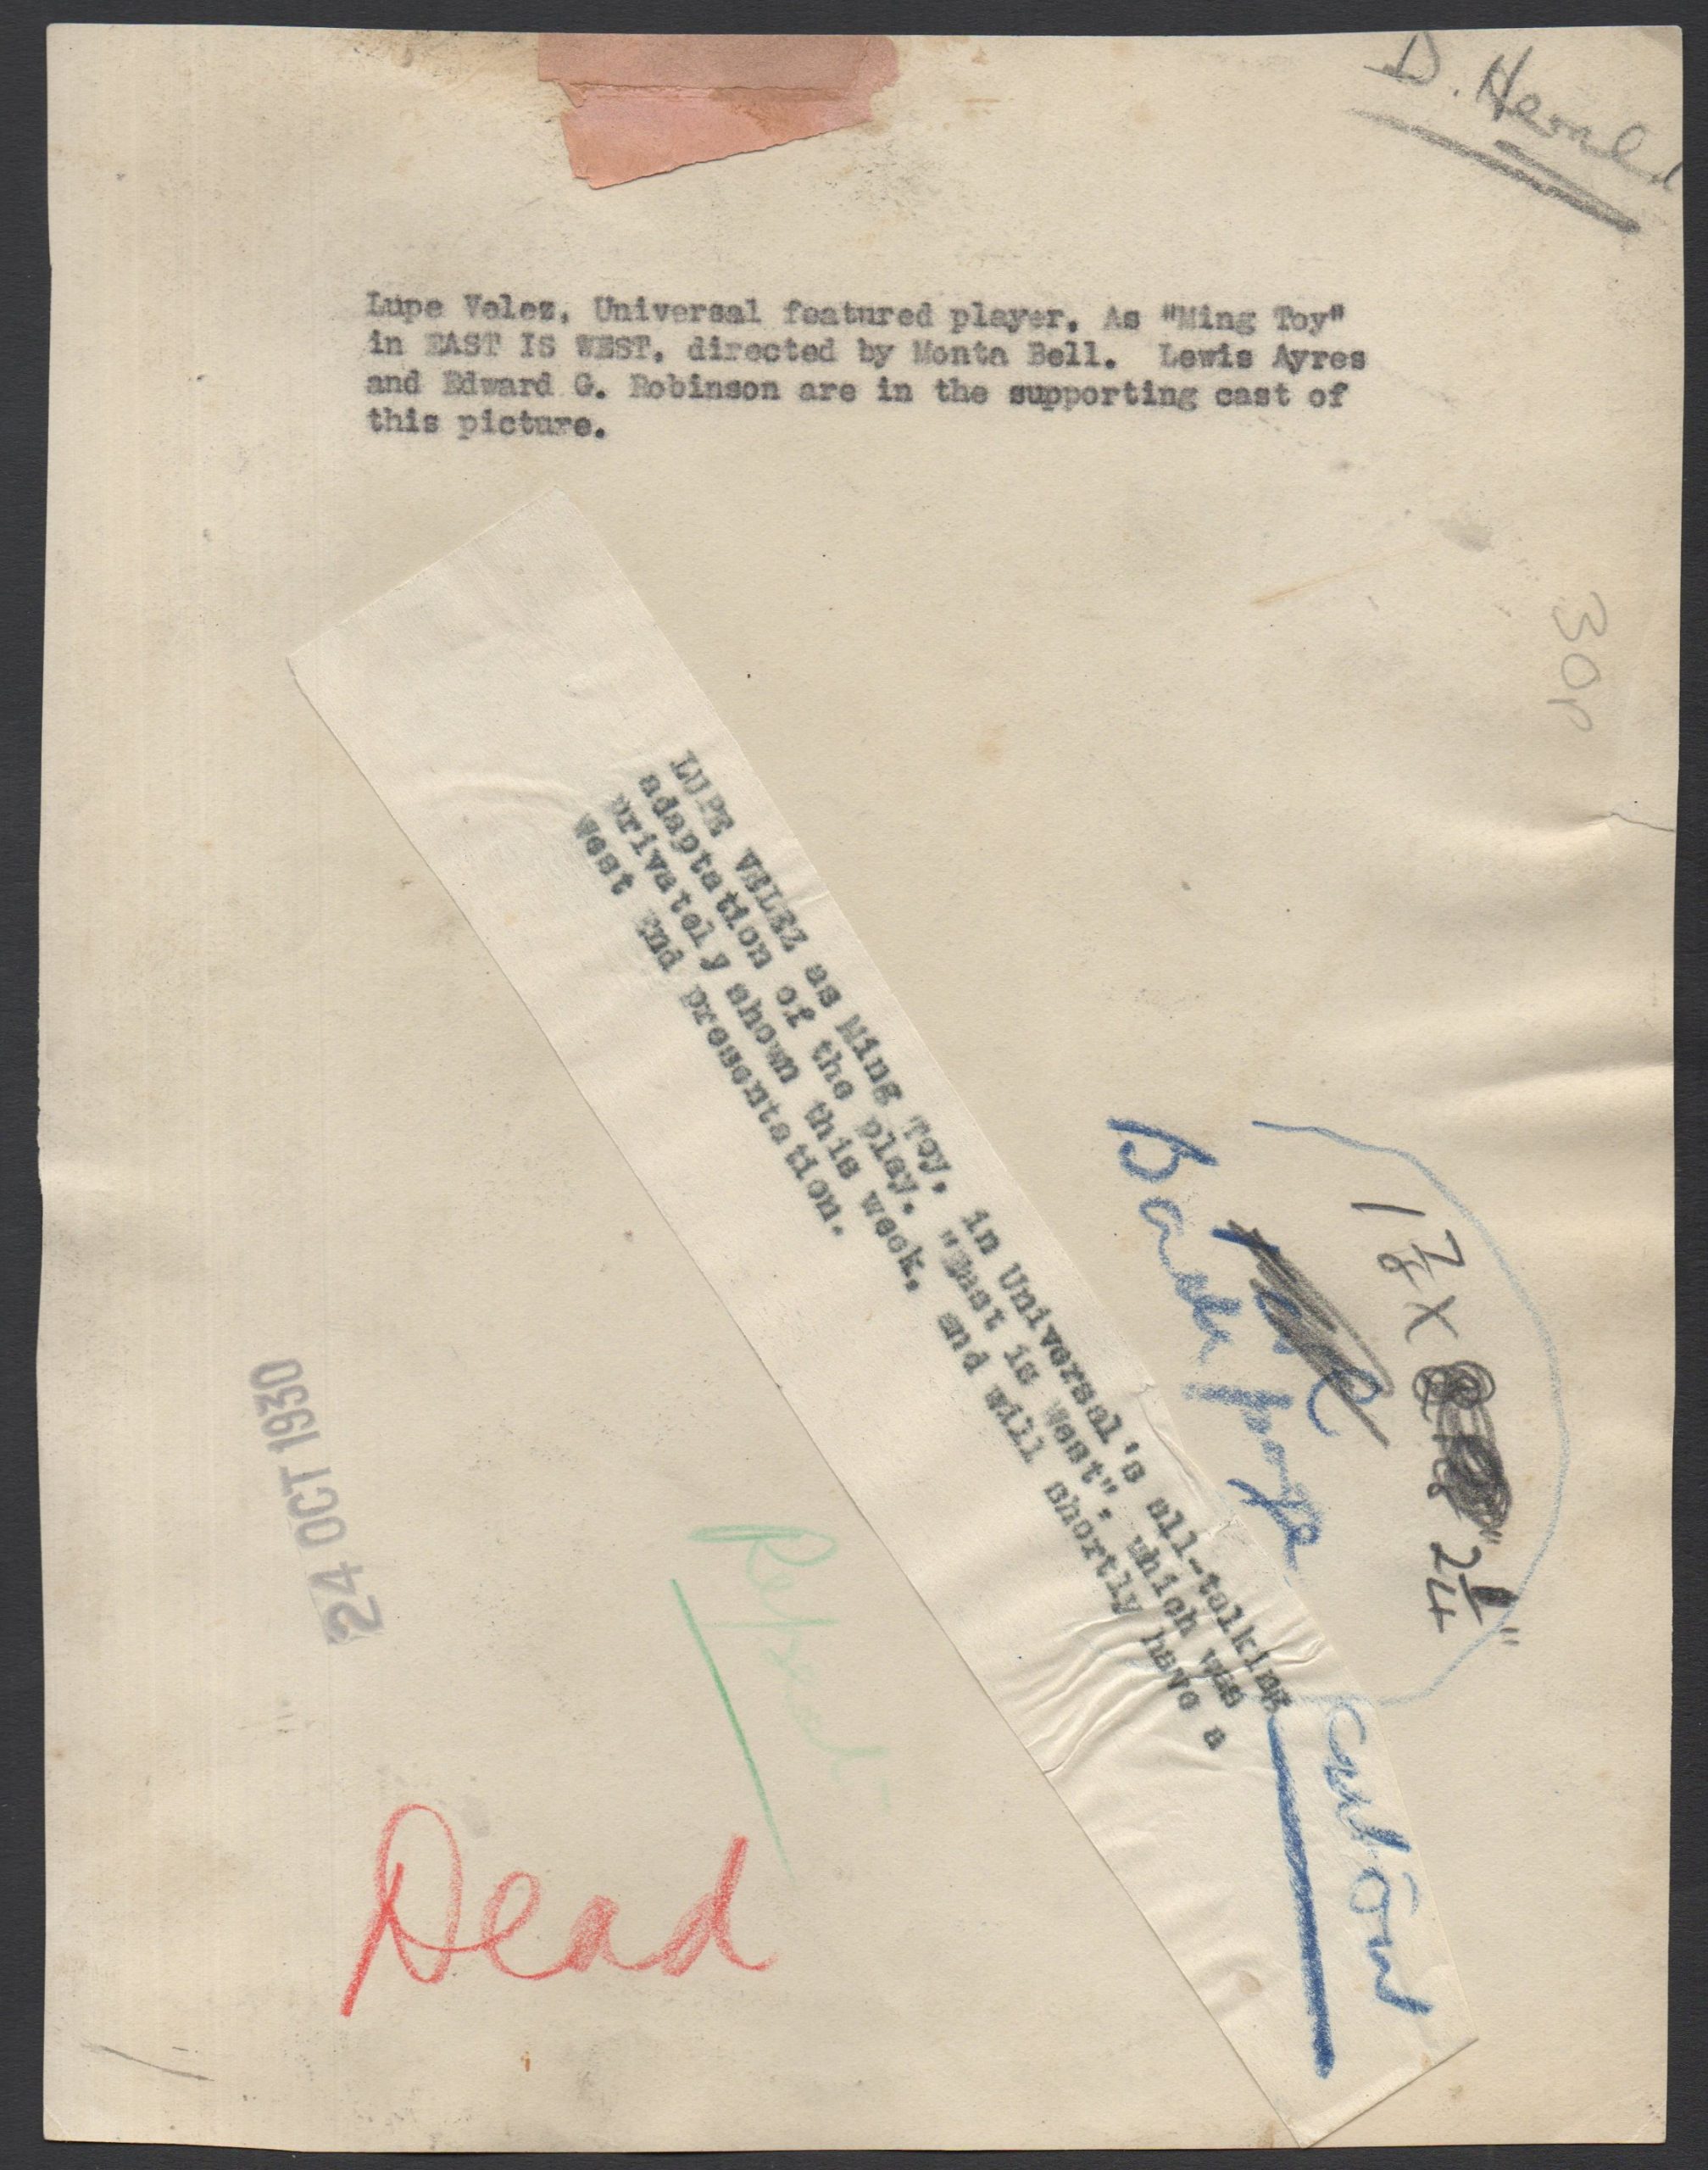 D. Herald
Lupe Velez, Universal featured player. As "Ming Toy"
in EAST IS WEST, directed by Monta Bell. Lewis Ayres
and Edward G. Robinson are in the supporting cast of
this picture.
30p
LUPE VELEZ as Ming Toy, in Universal's all-talking
adaptation of the play. "East is West", which was
privately shown this week, and will shortly have a
West End presentation.
1 7/8 X
2 1/4"
Back page
24 OCT 1930
Dead